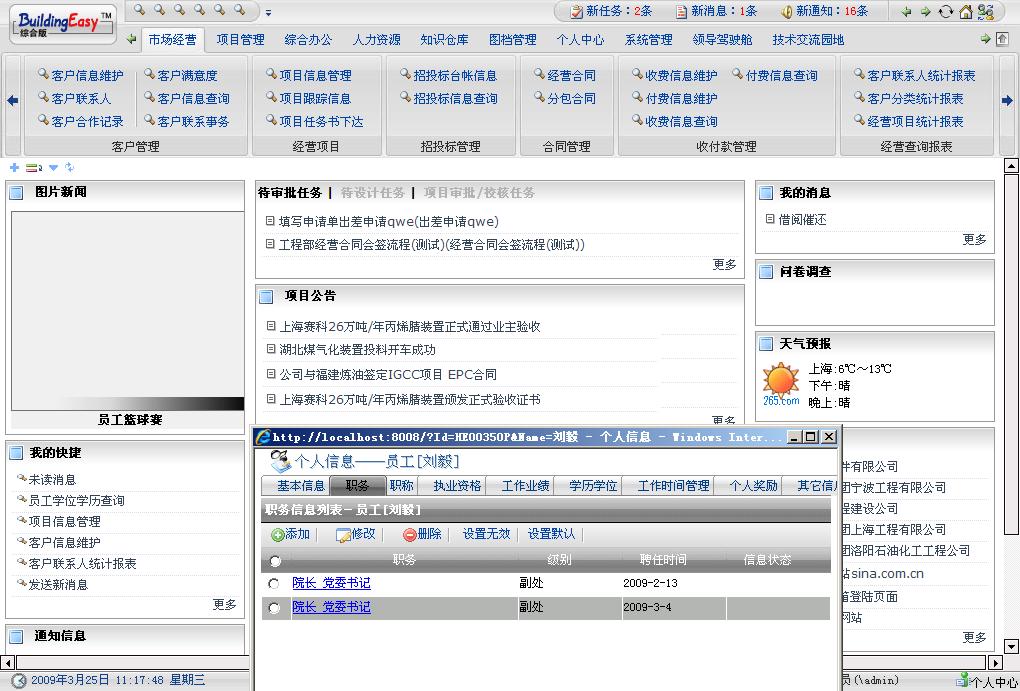 BuildingEasy™
综合版
新任务：2条 新消息：1条 新通知：16条
市场经营 项目管理 综合办公 人力资源 知识仓库 图档管理 个人中心 系统管理 领导驾驶舱 技术交流园地
客户信息维护 客户满意度
客户联系人 客户信息查询
客户合作记录 客户联系事务
客户管理
项目信息管理
项目跟踪信息
项目任务书下达
经营项目
招投标台帐信息
招投标信息查询
招投标管理
经营合同
分包合同
合同管理
收费信息维护 付费信息查询
付费信息维护
收费信息查询
收付款管理
客户联系人统计报表
客户分类统计报表
经营项目统计报表
经营查询报表
图片新闻
员工篮球赛
我的快捷
未读消息
员工学位学历查询
项目信息管理
客户信息维护
客户联系人统计报表
发送新消息
更多
通知信息
待审批任务 | 待设计任务 | 项目审批/校核任务
填写申请单出差申请qwe(出差申请qwe)
工程部经营合同会签流程(测试)(经营合同会签流程(测试))
更多
项目公告
上海赛科26万吨/年丙烯腈装置正式通过业主验收
湖北煤气化装置投料开车成功
公司与福建炼油签定IGCC项目 EPC合同
上海赛科26万吨/年丙烯腈装置颁发正式验收证书
更多
我的消息
借阅催还
更多
问卷调查
天气预报
上海:6℃～13℃
下午:晴
晚上:晴
265.com
件有限公司
团宁波工程有限公司
程建设公司
团上海工程有限公司
团洛阳石油化工工程公司
站sina.com.cn
箱登陆页面
网站
更多
http://localhost:8008/?Id=HE00350P&Name=刘毅 - 个人信息 - Windows Inter...
个人信息——员工[刘毅]
基本信息 职务 职称 执业资格 工作业绩 学历学位 工作时间管理 个人奖励 其它信
职务信息列表－员工[刘毅]
添加 修改 删除 设置无效 设置默认
职务 级别 聘任时间 信息状态
院长 党委书记 副处 2009-2-13
院长 党委书记 副处 2009-3-4
2009年3月25日 11:17:48 星期三
员(\admin) 个人中心